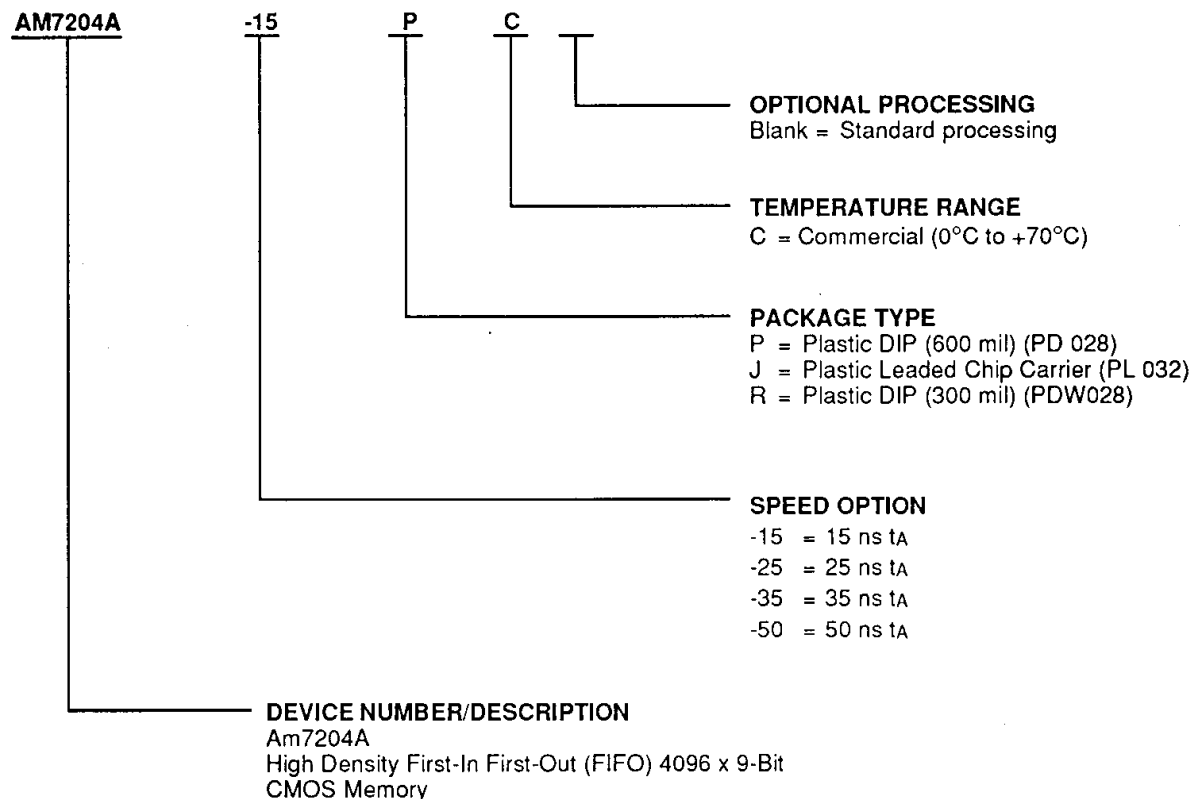 AM7204A -15 P C
OPTIONAL PROCESSING
Blank = Standard processing
TEMPERATURE RANGE
C = Commercial (0°C to +70°C)
PACKAGE TYPE
P = Plastic DIP (600 mil) (PD 028)
J = Plastic Leaded Chip Carrier (PL 032)
R = Plastic DIP (300 mil) (PDW028)
SPEED OPTION
-15 = 15 ns tA
-25 = 25 ns tA
-35 = 35 ns tA
-50 = 50 ns tA
DEVICE NUMBER/DESCRIPTION
Am7204A
High Density First-In First-Out (FIFO) 4096 x 9-Bit
CMOS Memory